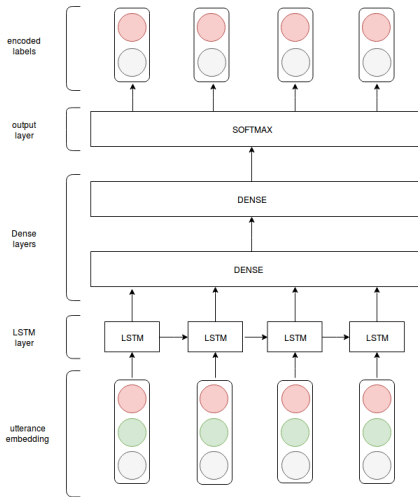 encoded
labels
output
layer
SOFTMAX
Dense
layers
DENSE
DENSE
LSTM
layer
LSTM
LSTM
LSTM
LSTM
utterance
embedding